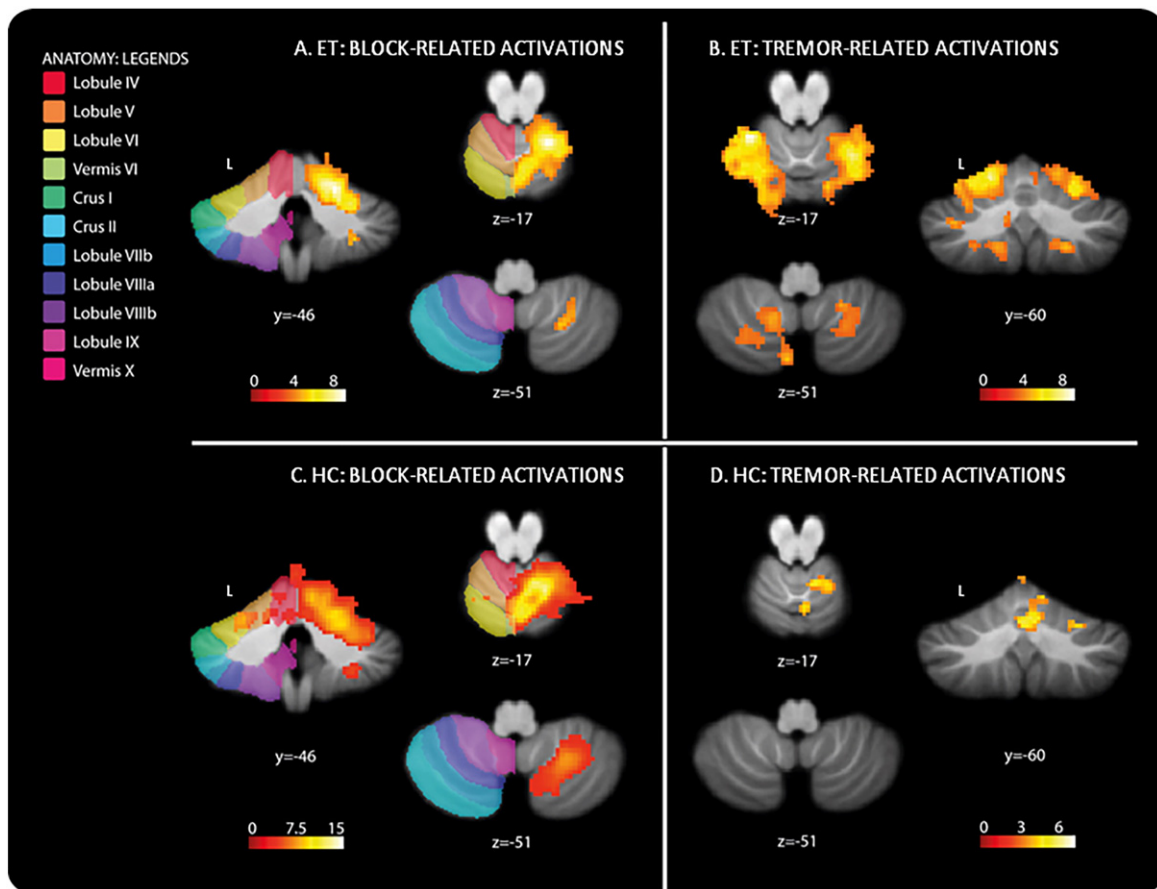 ANATOMY: LEGENDS
Lobule IV
Lobule V
Lobule VI
Vermis VI
Crus I
Crus II
Lobule VIIb
Lobule VIIIa
Lobule VIIIb
Lobule IX
Vermis X
A. ET: BLOCK-RELATED ACTIVATIONS
L
z=-17
y=-46
z=-51
0 4 8
B. ET: TREMOR-RELATED ACTIVATIONS
z=-17
L
y=-60
z=-51
0 4 8
C. HC: BLOCK-RELATED ACTIVATIONS
L
z=-17
y=-46
z=-51
0 7.5 15
D. HC: TREMOR-RELATED ACTIVATIONS
z=-17
L
y=-60
z=-51
0 3 6